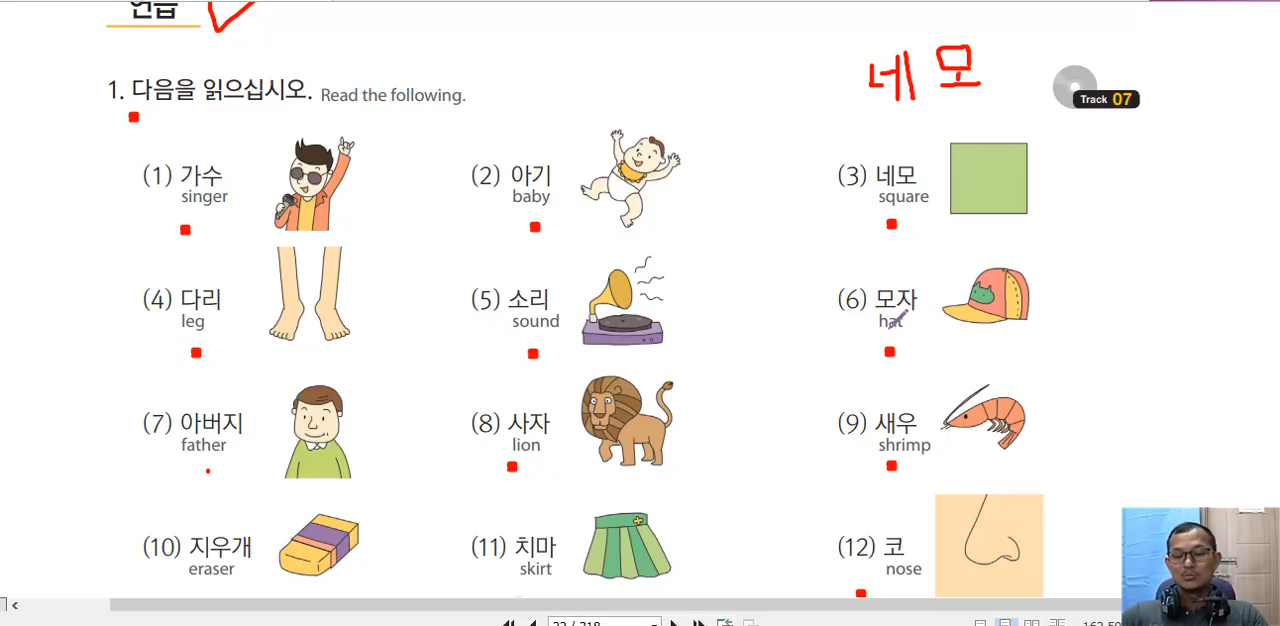 연습
네모
1. 다음을 읽으십시오. Read the following.
Track 07
(1) 가수
singer
(2) 아기
baby
(3) 네모
square
(4) 다리
leg
(5) 소리
sound
(6) 모자
hat
(7) 아버지
father
(8) 사자
lion
(9) 새우
shrimp
(10) 지우개
eraser
(11) 치마
skirt
(12) 코
nose